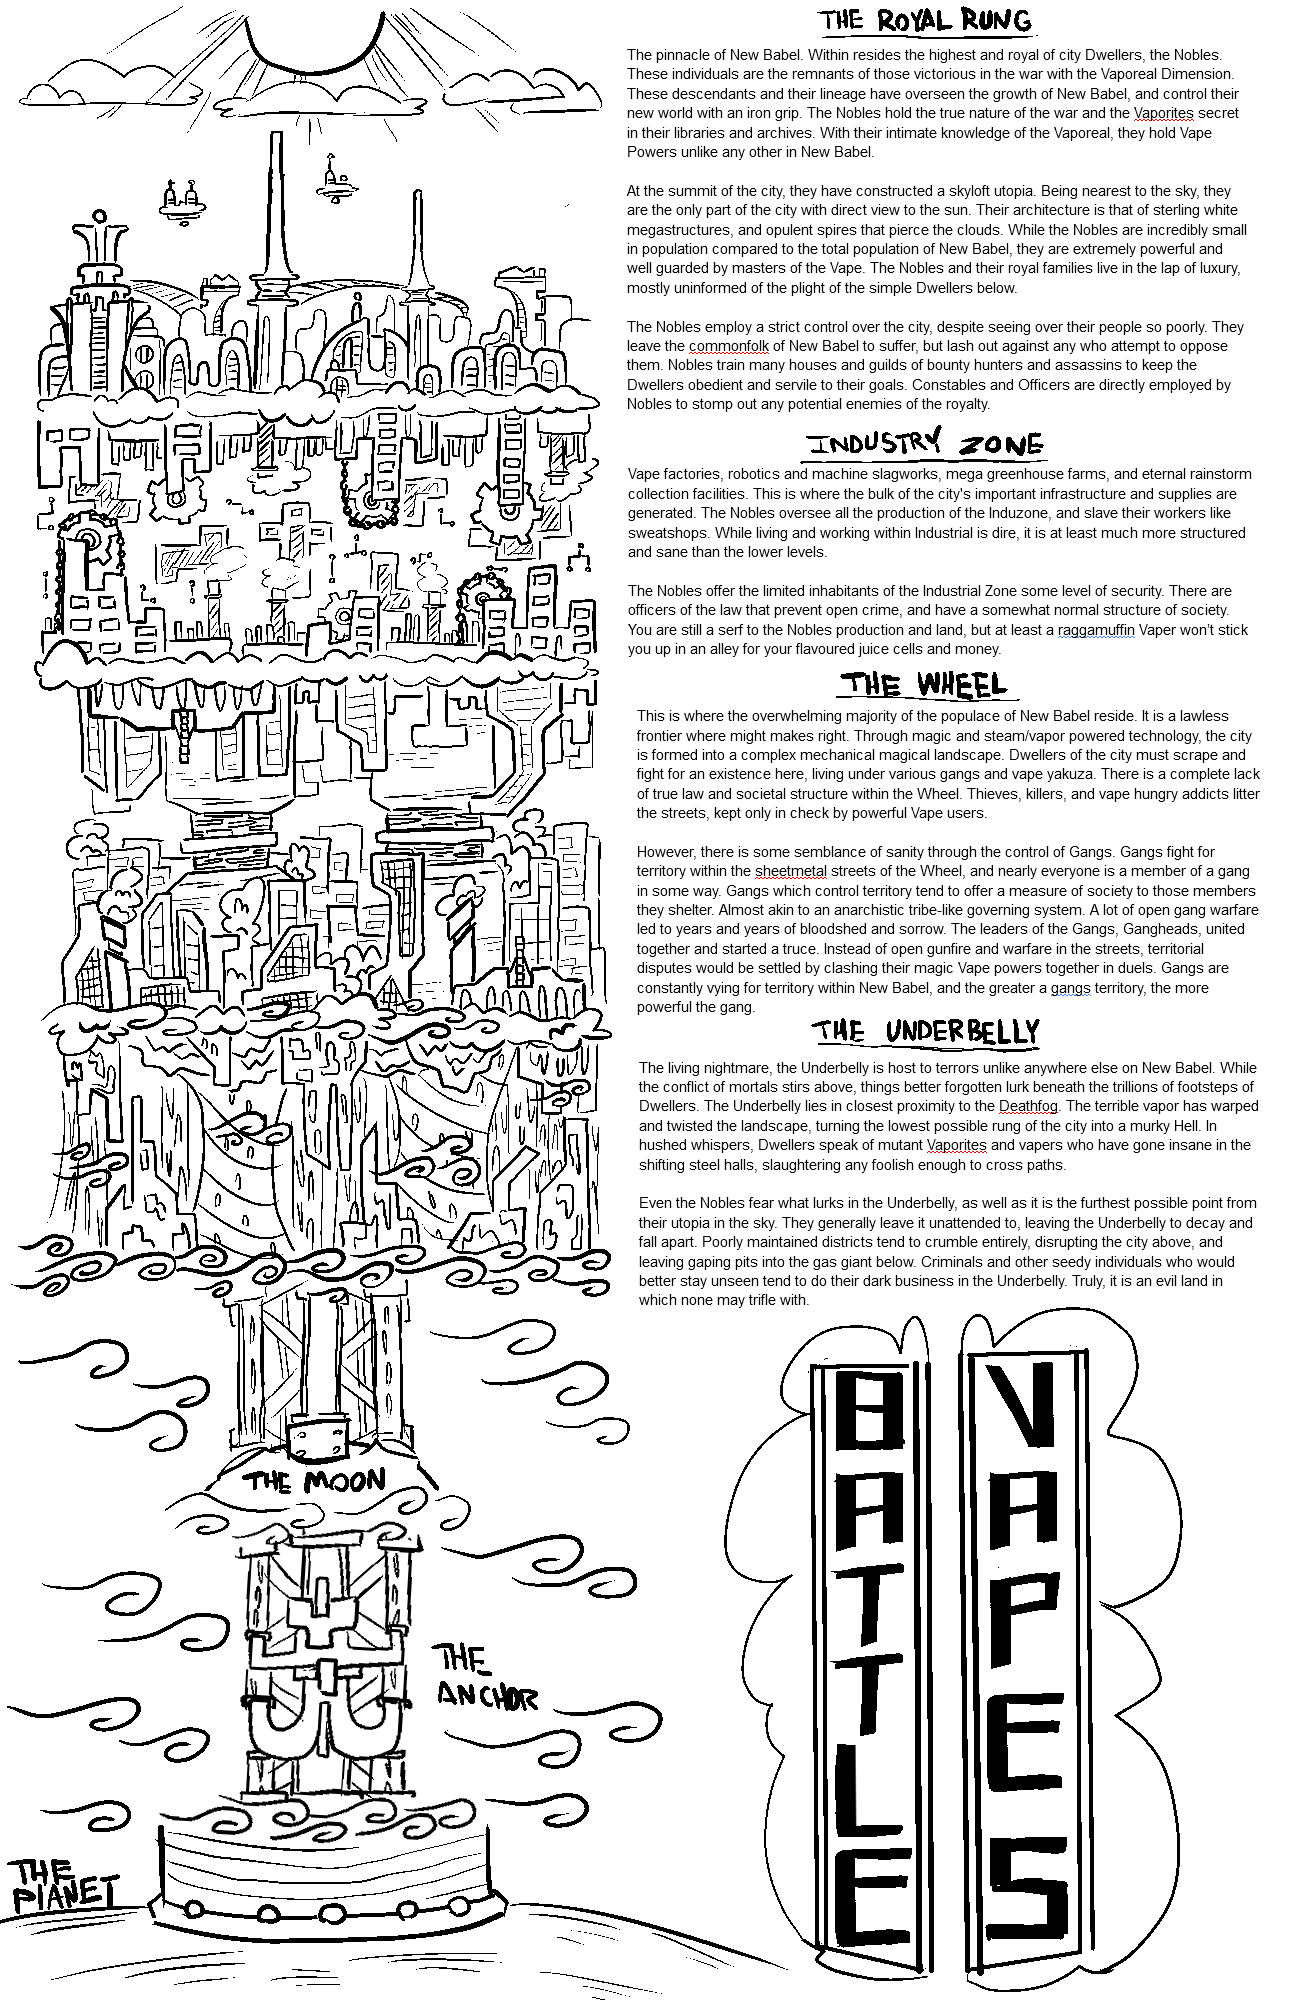 THE ROYAL RUNG
The pinnacle of New Babel. Within resides the highest and royal of city Dwellers, the Nobles.
These individuals are the remnants of those victorious in the war with the Vaporeal Dimension.
These descendants and their lineage have overseen the growth of New Babel, and control their
new world with an iron grip. The Nobles hold the true nature of the war and the Vaporites secret
in their libraries and archives. With their intimate knowledge of the Vaporeal, they hold Vape
Powers unlike any other in New Babel.
At the summit of the city, they have constructed a skyloft utopia. Being nearest to the sky, they
are the only part of the city with direct view to the sun. Their architecture is that of sterling white
megastructures, and opulent spires that pierce the clouds. While the Nobles are incredibly small
in population compared to the total population of New Babel, they are extremely powerful and
well guarded by masters of the Vape. The Nobles and their royal families live in the lap of luxury,
mostly uninformed of the plight of the simple Dwellers below.
The Nobles employ a strict control over the city, despite seeing over their people so poorly. They
leave the commonfolk of New Babel to suffer, but lash out against any who attempt to oppose
them. Nobles train many houses and guilds of bounty hunters and assassins to keep the
Dwellers obedient and servile to their goals. Constables and Officers are directly employed by
Nobles to stomp out any potential enemies of the royalty.
INDUSTRY ZONE
Vape factories, robotics and machine slagworks, mega greenhouse farms, and eternal rainstorm
collection facilities. This is where the bulk of the city's important infrastructure and supplies are
generated. The Nobles oversee all the production of the Induzone, and slave their workers like
sweatshops. While living and working within Industrial is dire, it is at least much more structured
and sane than the lower levels.
The Nobles offer the limited inhabitants of the Industrial Zone some level of security. There are
officers of the law that prevent open crime, and have a somewhat normal structure of society.
You are still a serf to the Nobles production and land, but at least a raggamuffin Vaper won't stick
you up in an alley for your flavoured juice cells and money.
THE WHEEL
This is where the overwhelming majority of the populace of New Babel reside. It is a lawless
frontier where might makes right. Through magic and steam/vapor powered technology, the city
is formed into a complex mechanical magical landscape. Dwellers of the city must scrape and
fight for an existence here, living under various gangs and vape yakuza. There is a complete lack
of true law and societal structure within the Wheel. Thieves, killers, and vape hungry addicts litter
the streets, kept only in check by powerful Vape users.
However, there is some semblance of sanity through the control of Gangs. Gangs fight for
territory within the sheetmetal streets of the Wheel, and nearly everyone is a member of a gang
in some way. Gangs which control territory tend to offer a measure of society to those members
they shelter. Almost akin to an anarchistic tribe-like governing system. A lot of open gang warfare
led to years and years of bloodshed and sorrow. The leaders of the Gangs, Gangheads, united
together and started a truce. Instead of open gunfire and warfare in the streets, territorial
disputes would be settled by clashing their magic Vape powers together in duels. Gangs are
constantly vying for territory within New Babel, and the greater a gangs territory, the more
powerful the gang.
THE UNDERBELLY
The living nightmare, the Underbelly is host to terrors unlike anywhere else on New Babel. While
the conflict of mortals stirs above, things better forgotten lurk beneath the trillions of footsteps of
Dwellers. The Underbelly lies in closest proximity to the Deathfog. The terrible vapor has warped
and twisted the landscape, turning the lowest possible rung of the city into a murky Hell. In
hushed whispers, Dwellers speak of mutant Vaporites and vapers who have gone insane in the
shifting steel halls, slaughtering any foolish enough to cross paths.
Even the Nobles fear what lurks in the Underbelly, as well as it is the furthest possible point from
their utopia in the sky. They generally leave it unattended to, leaving the Underbelly to decay and
fall apart. Poorly maintained districts tend to crumble entirely, disrupting the city above, and
leaving gaping pits into the gas giant below. Criminals and other seedy individuals who would
better stay unseen tend to do their dark business in the Underbelly. Truly, it is an evil land in
which none may trifle with.
THE MOON
THE
ANCHOR
THE
PLANET
BATTLE
VAPES